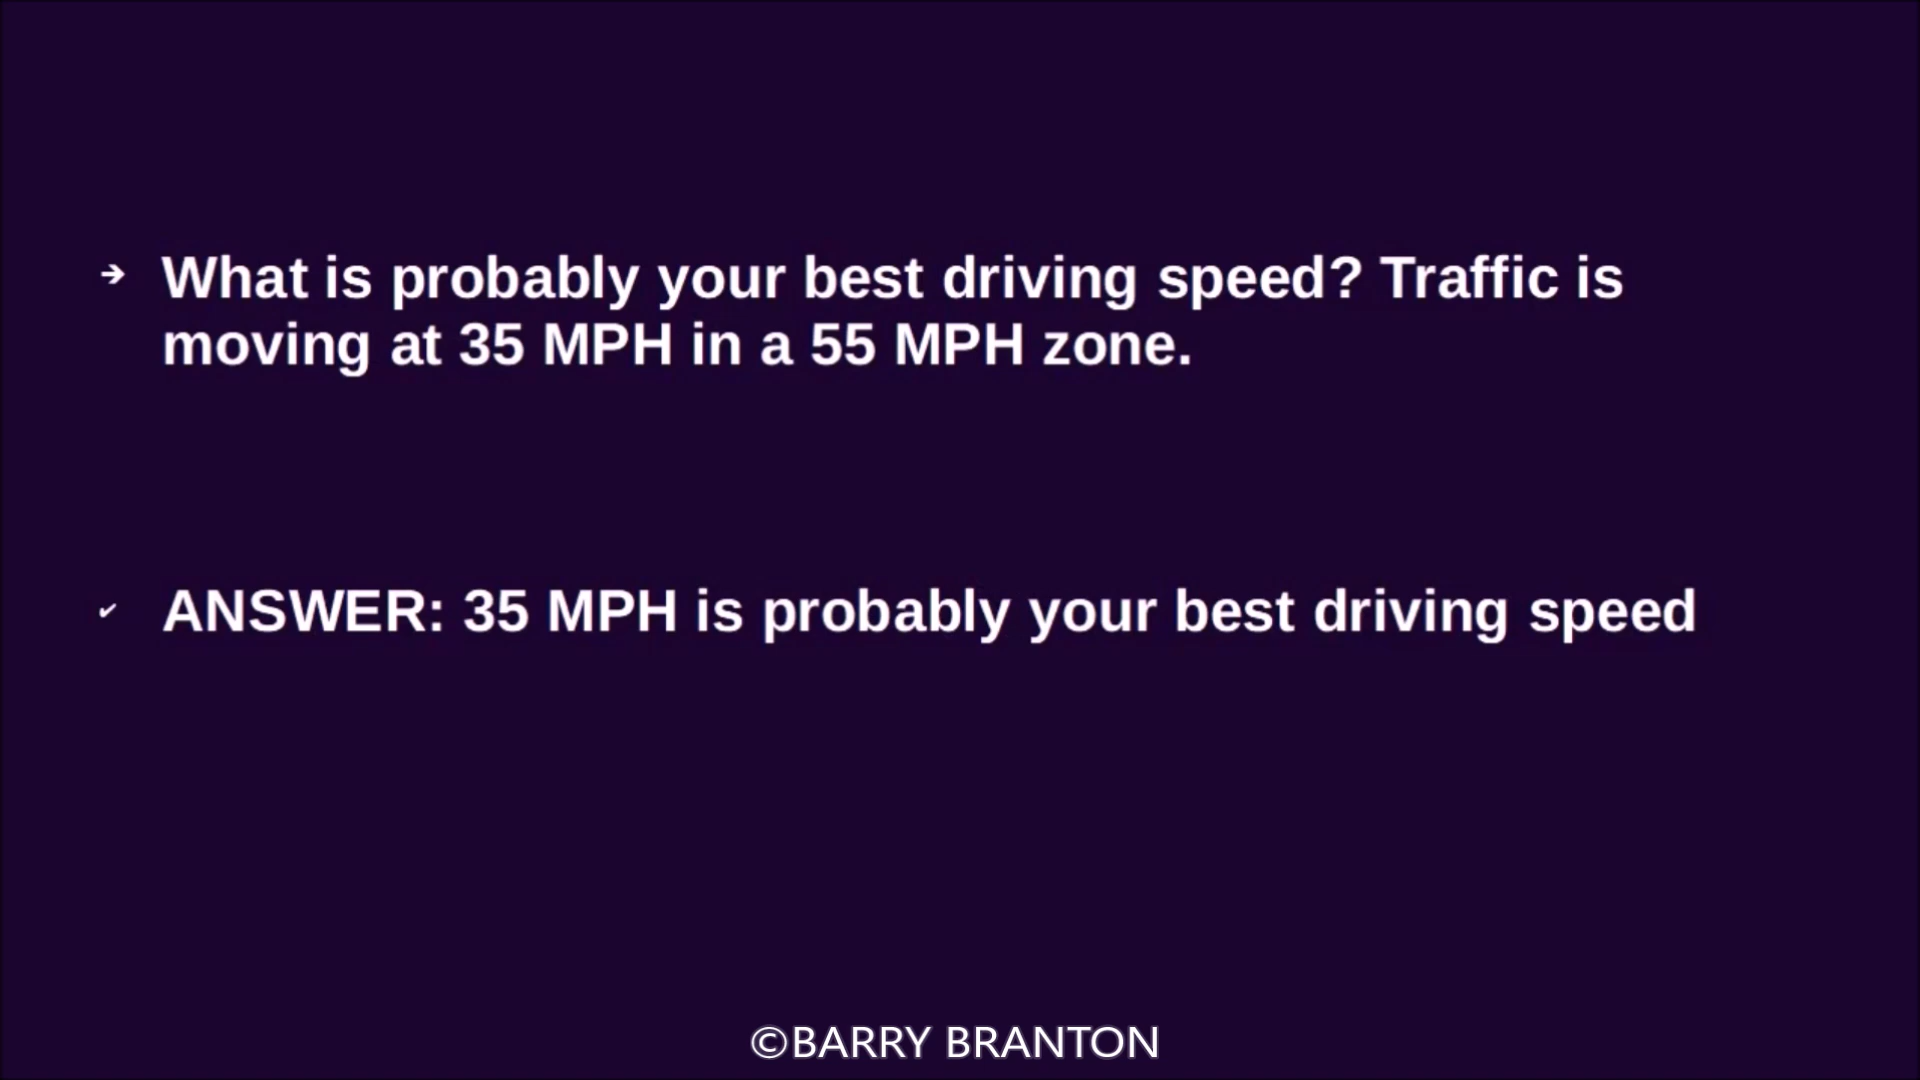 ➔ What is probably your best driving speed? Traffic is
moving at 35 MPH in a 55 MPH zone.
✔ ANSWER: 35 MPH is probably your best driving speed
©BARRY BRANTON